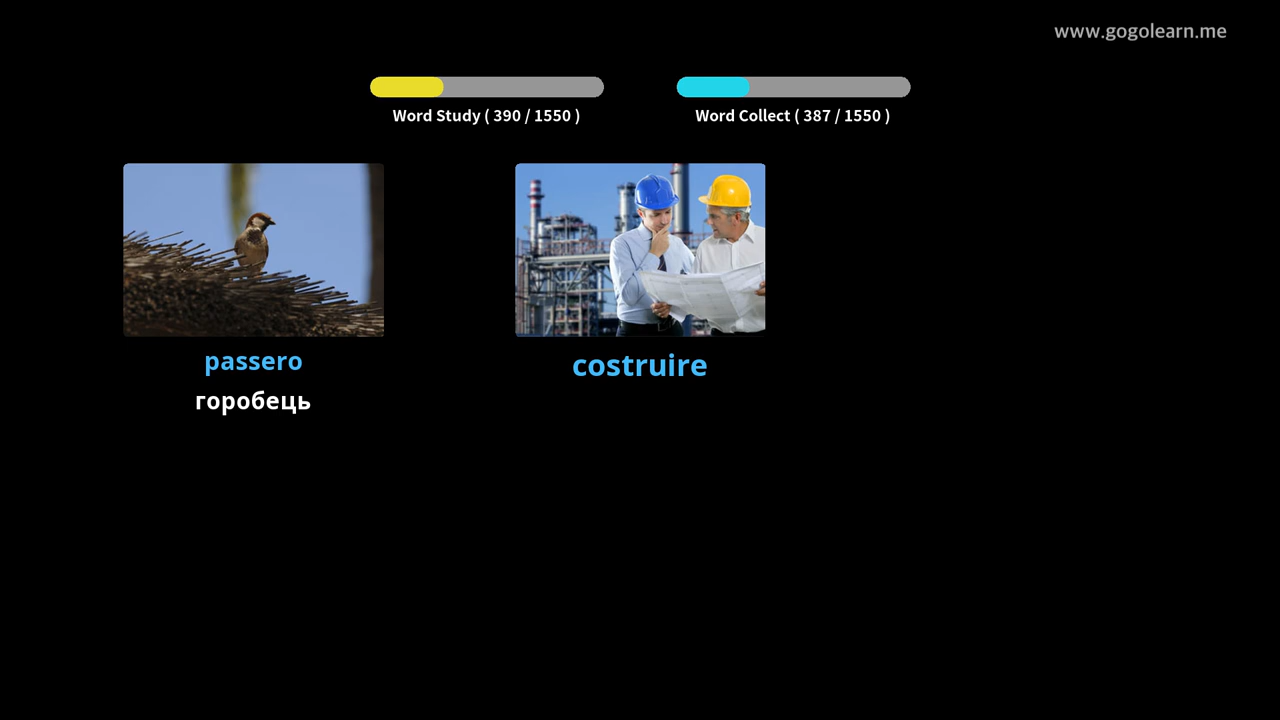 www.gogolearn.me
Word Study ( 390 / 1550 )
Word Collect ( 387 / 1550 )
passero
горобець
costruire